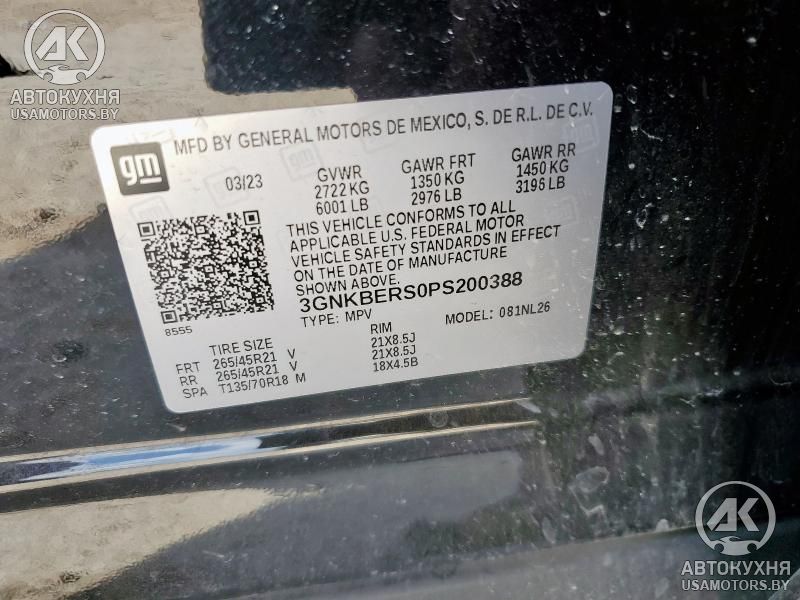 AK
АВТОКУХНЯ
USAMOTORS.BY
gm
MFD BY GENERAL MOTORS DE MEXICO, S. DE R.L. DE C.V.
03/23 GVWR GAWR FRT GAWR RR
2722 KG 1350 KG 1450 KG
6001 LB 2976 LB 3196 LB
THIS VEHICLE CONFORMS TO ALL
APPLICABLE U.S. FEDERAL MOTOR
VEHICLE SAFETY STANDARDS IN EFFECT
ON THE DATE OF MANUFACTURE
SHOWN ABOVE.
8555
3GNKBERS0PS200388
TYPE: MPV MODEL: 081NL26
TIRE SIZE RIM
FRT 265/45R21 V 21X8.5J
RR 265/45R21 V 21X8.5J
SPA T135/70R18 M 18X4.5B
AK
АВТОКУХНЯ
USAMOTORS.BY